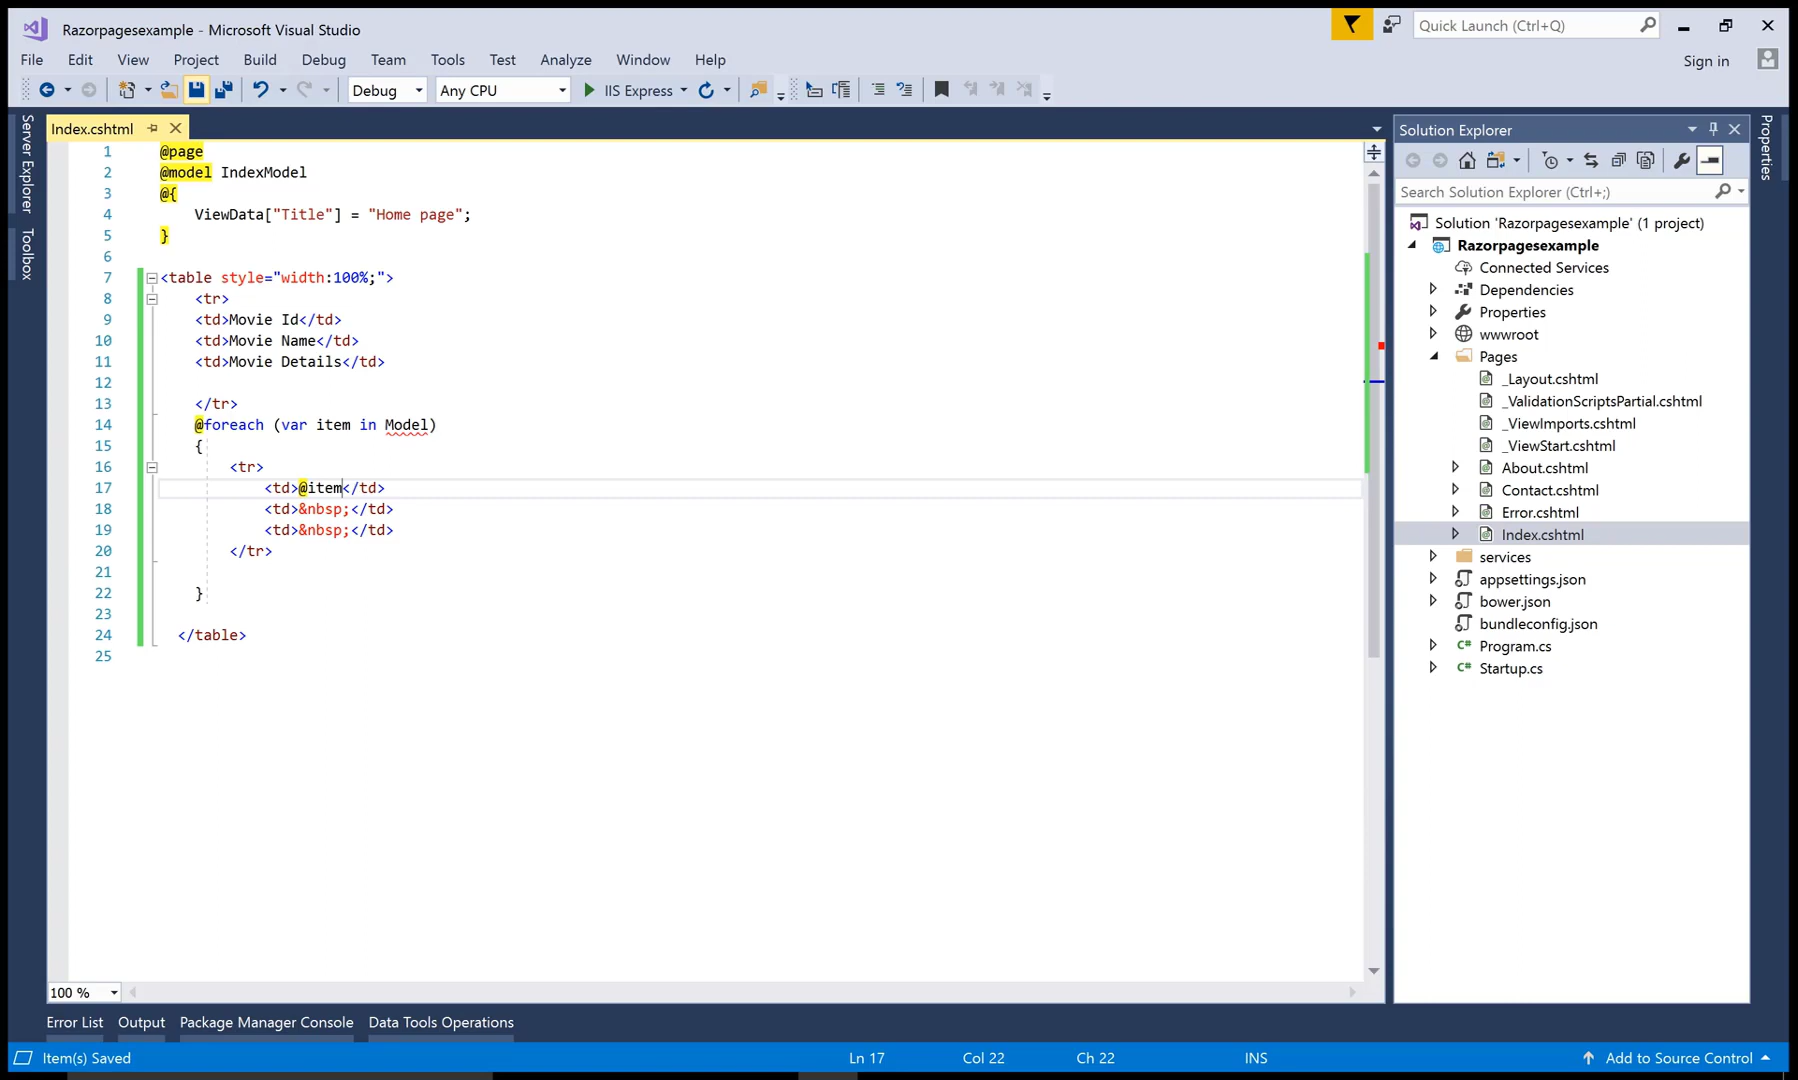 Razorpagesexample - Microsoft Visual Studio
Quick Launch (Ctrl+Q)
File Edit View Project Build Debug Team Tools Test Analyze Window Help
Sign in
Debug Any CPU IIS Express
Server Explorer
Toolbox
Index.cshtml
1 @page
2 @model IndexModel
3 @{
4 ViewData["Title"] = "Home page";
5 }
6
7 <table style="width:100%;">
8 <tr>
9 <td>Movie Id</td>
10 <td>Movie Name</td>
11 <td>Movie Details</td>
12
13 </tr>
14 @foreach (var item in Model)
15 {
16 <tr>
17 <td>@item</td>
18 <td>&nbsp;</td>
19 <td>&nbsp;</td>
20 </tr>
21
22 }
23
24 </table>
25
100 %
Solution Explorer
Search Solution Explorer (Ctrl+;)
Solution 'Razorpagesexample' (1 project)
Razorpagesexample
Connected Services
Dependencies
Properties
wwwroot
Pages
_Layout.cshtml
_ValidationScriptsPartial.cshtml
_ViewImports.cshtml
_ViewStart.cshtml
About.cshtml
Contact.cshtml
Error.cshtml
Index.cshtml
services
appsettings.json
bower.json
bundleconfig.json
C# Program.cs
C# Startup.cs
Properties
Error List Output Package Manager Console Data Tools Operations
Item(s) Saved Ln 17 Col 22 Ch 22 INS Add to Source Control